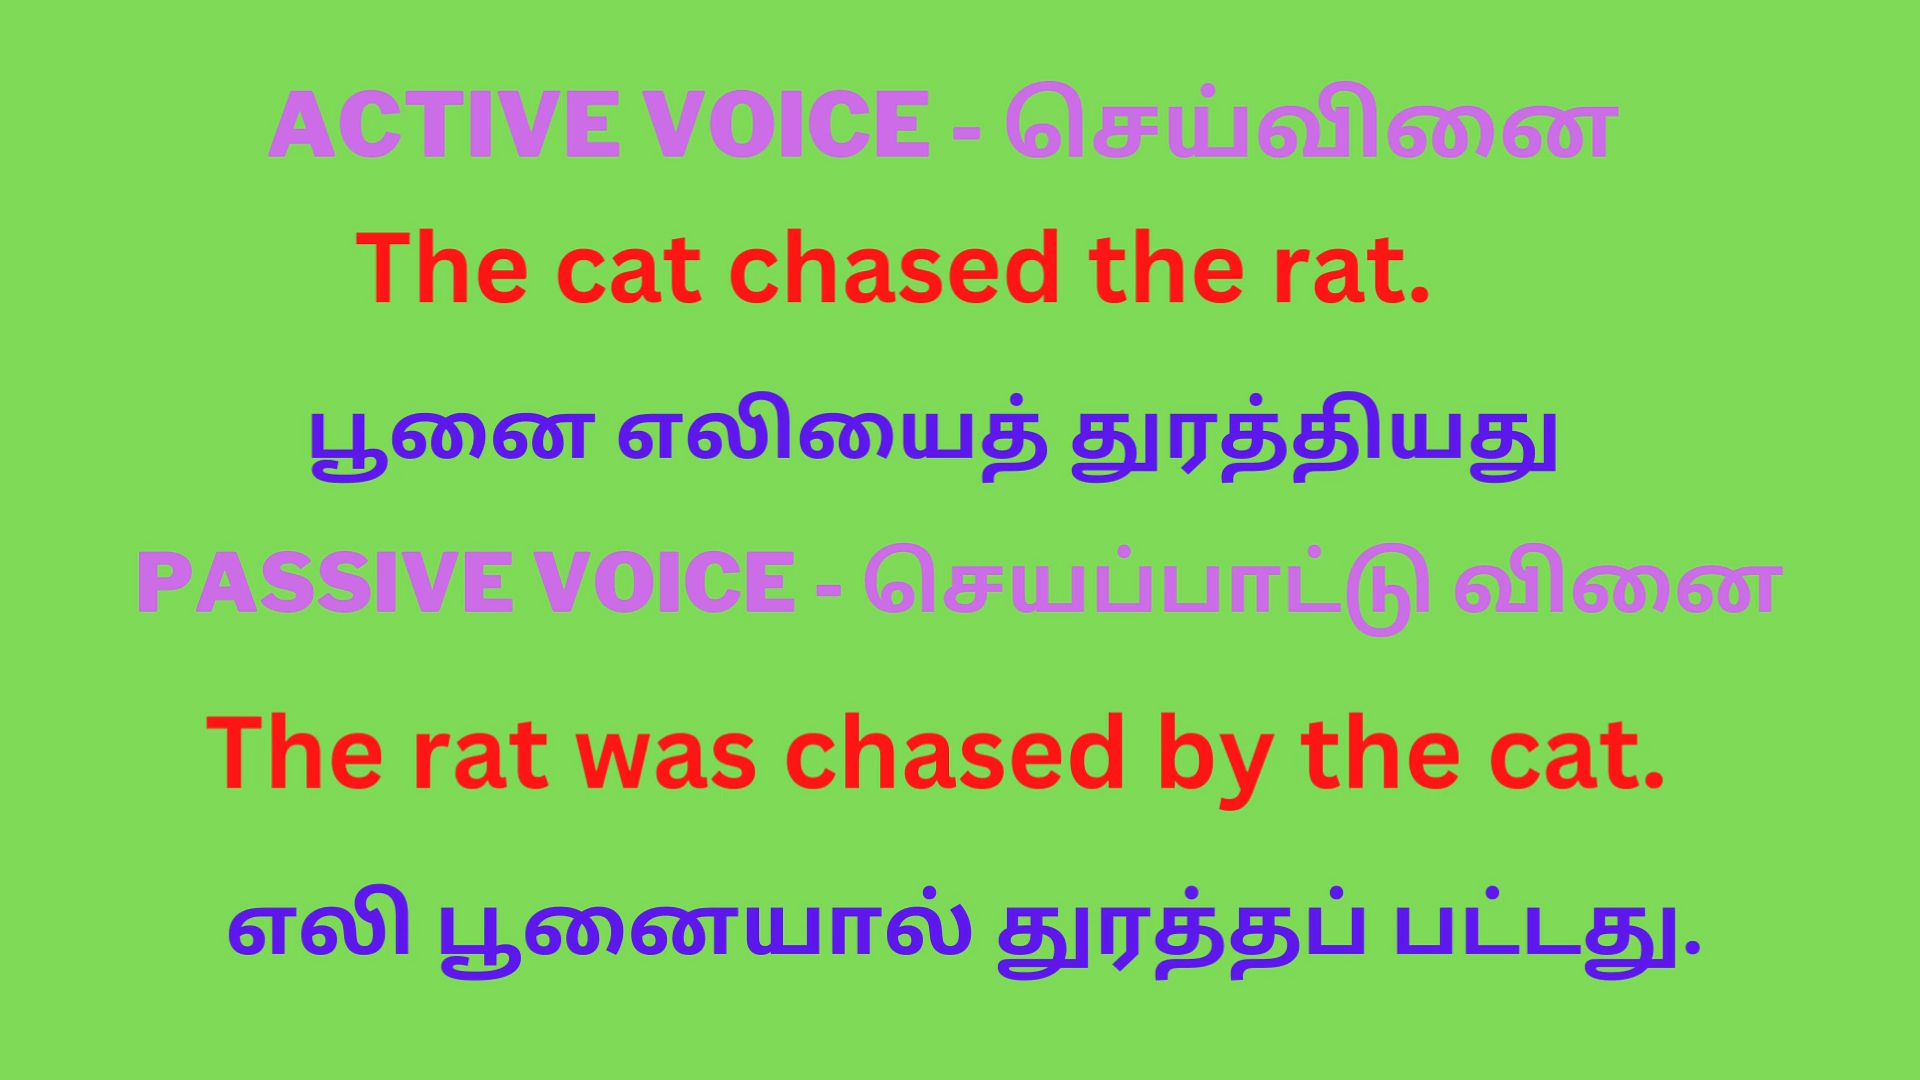 ACTIVE VOICE - செய்வினை
The cat chased the rat.
பூனை எலியைத் துரத்தியது
PASSIVE VOICE - செயப்பாட்டு வினை
The rat was chased by the cat.
எலி பூனையால் துரத்தப் பட்டது.